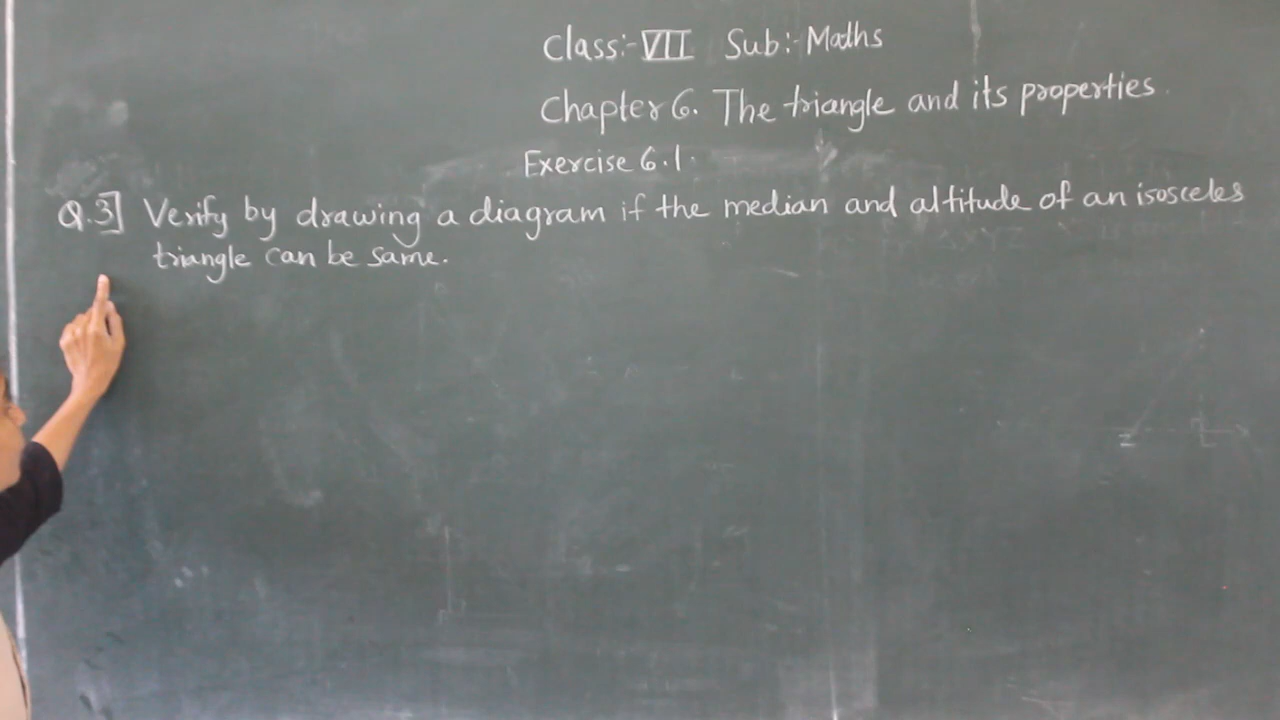 Class:- VII Sub:- Maths
Chapter 6. The triangle and its properties.
Exercise 6.1.
Q.3] Verify by drawing a diagram if the median and altitude of an isosceles
triangle can be same.